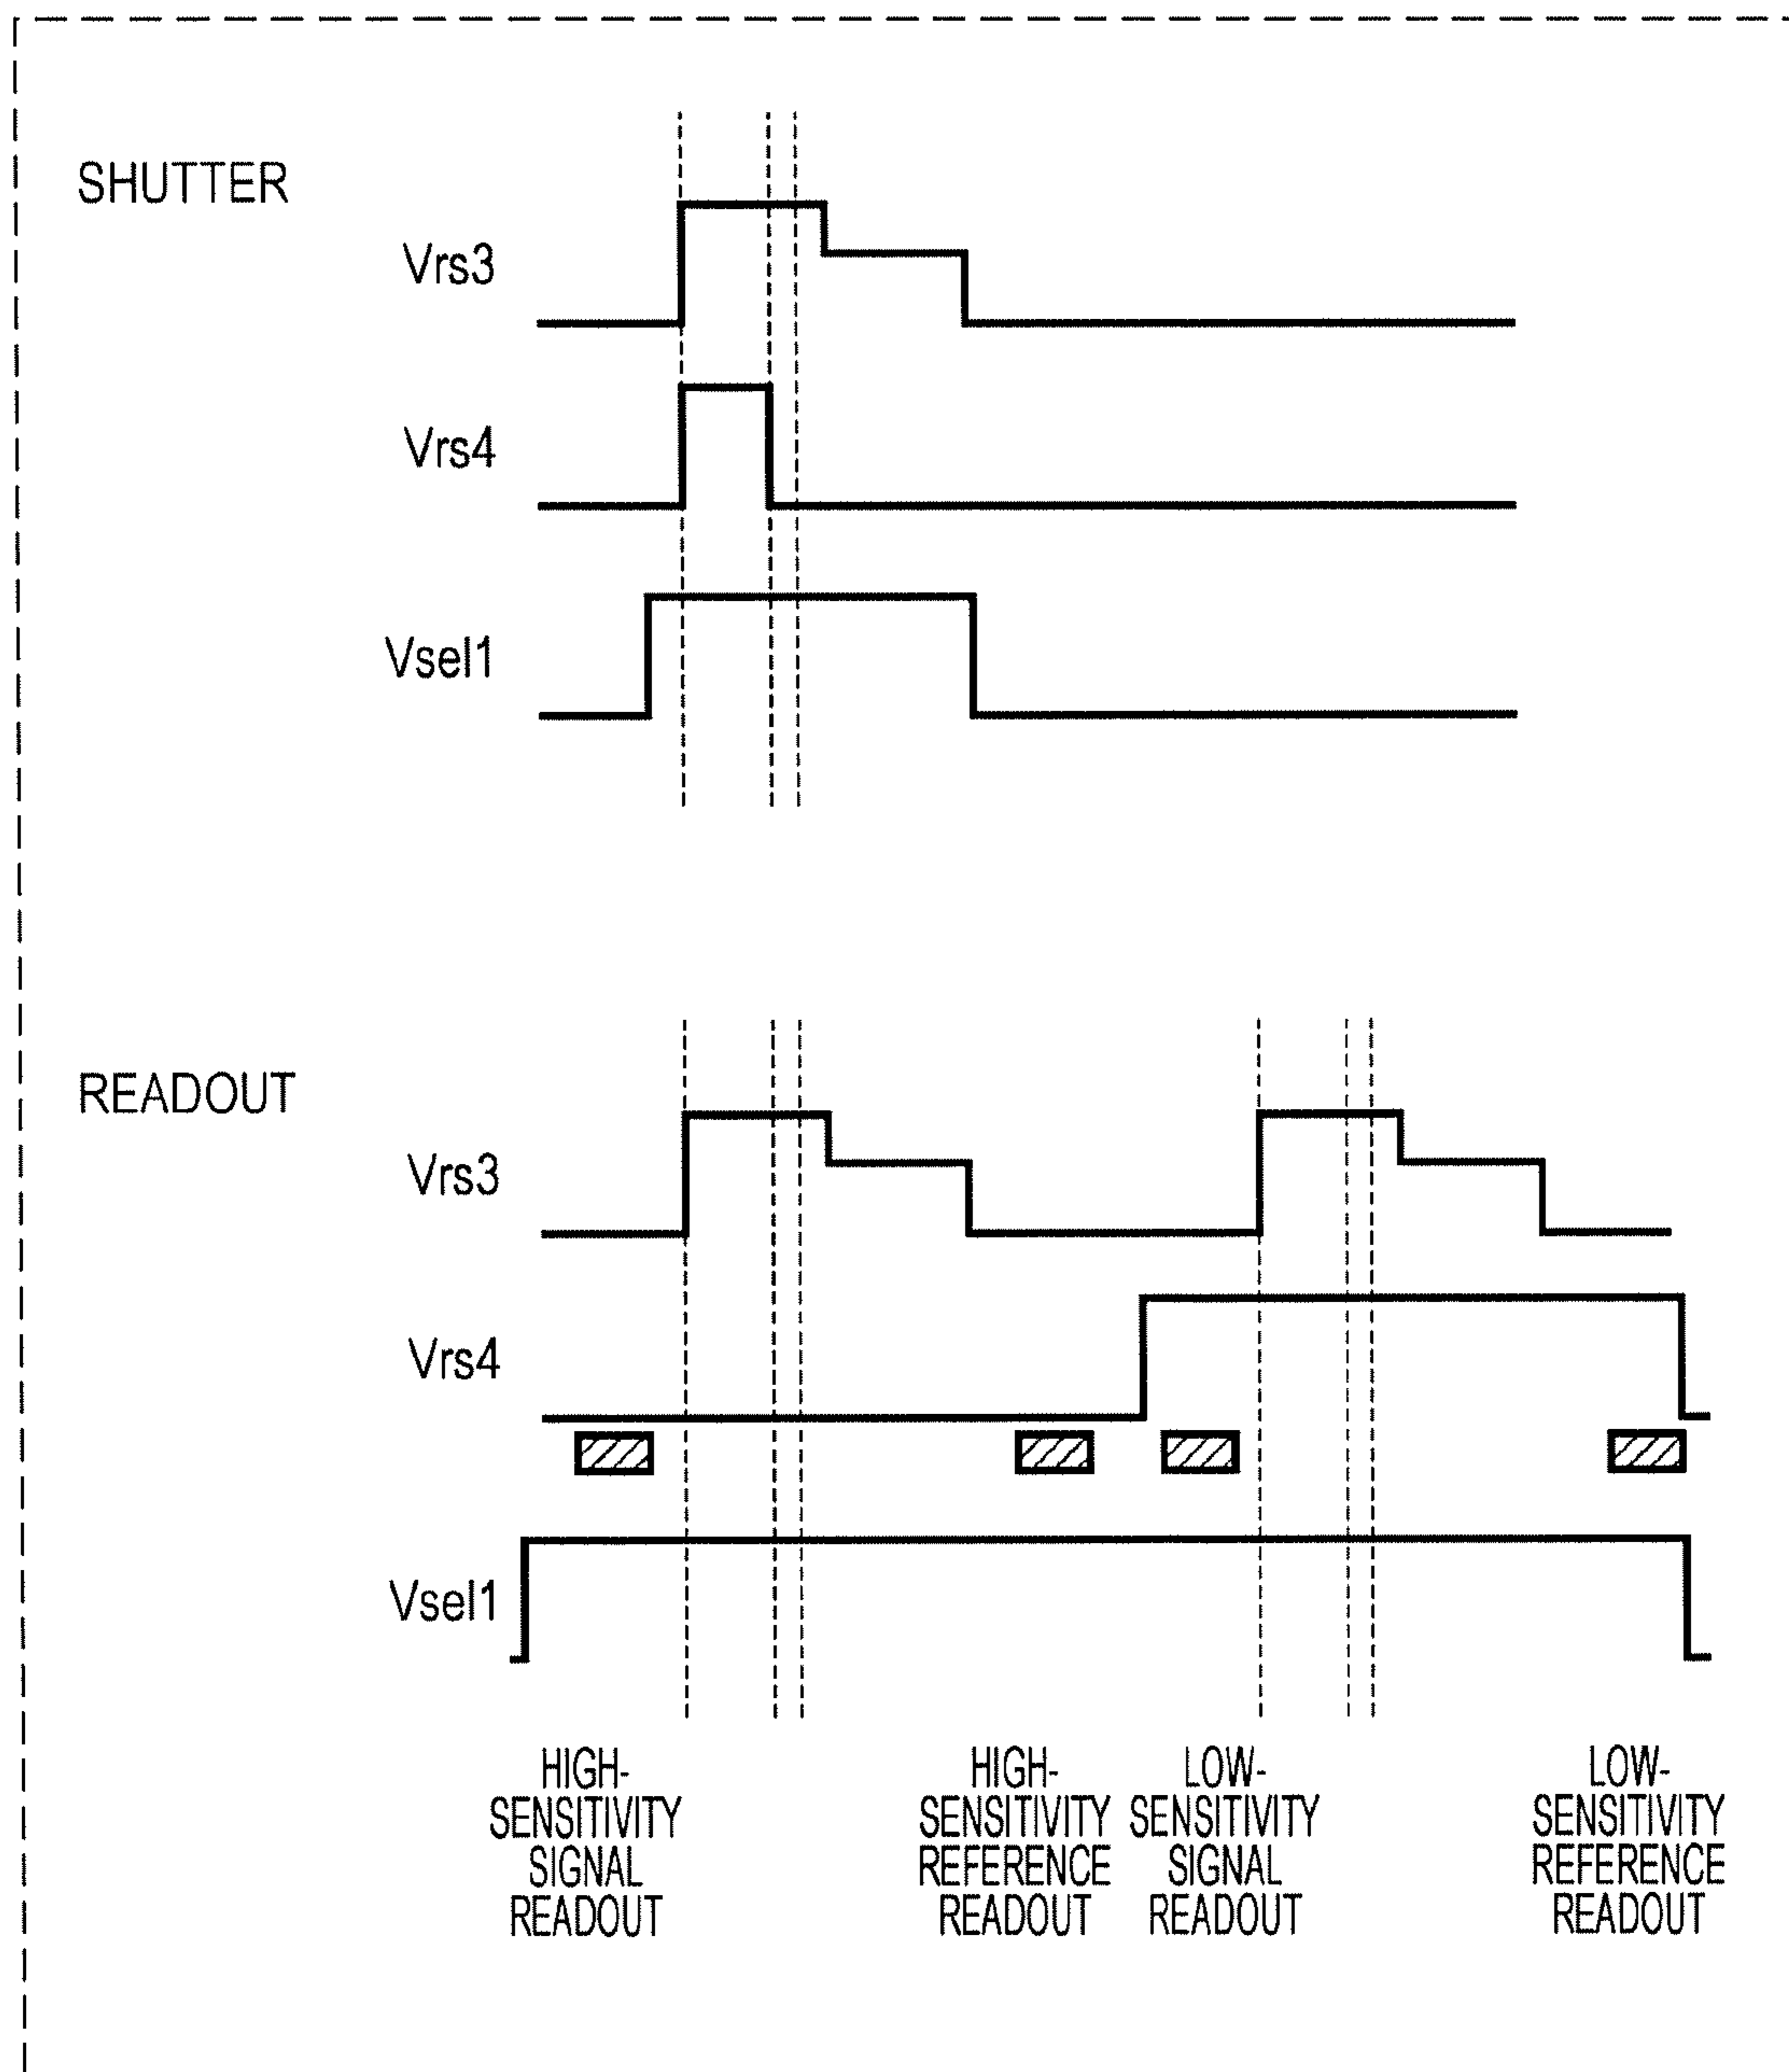 SHUTTER
Vrs3
Vrs4
Vsel1
READOUT
Vrs3
Vrs4
Vsel1
HIGH-
SENSITIVITY
SIGNAL
READOUT
HIGH-
SENSITIVITY
REFERENCE
READOUT
LOW-
SENSITIVITY
SIGNAL
READOUT
LOW-
SENSITIVITY
REFERENCE
READOUT